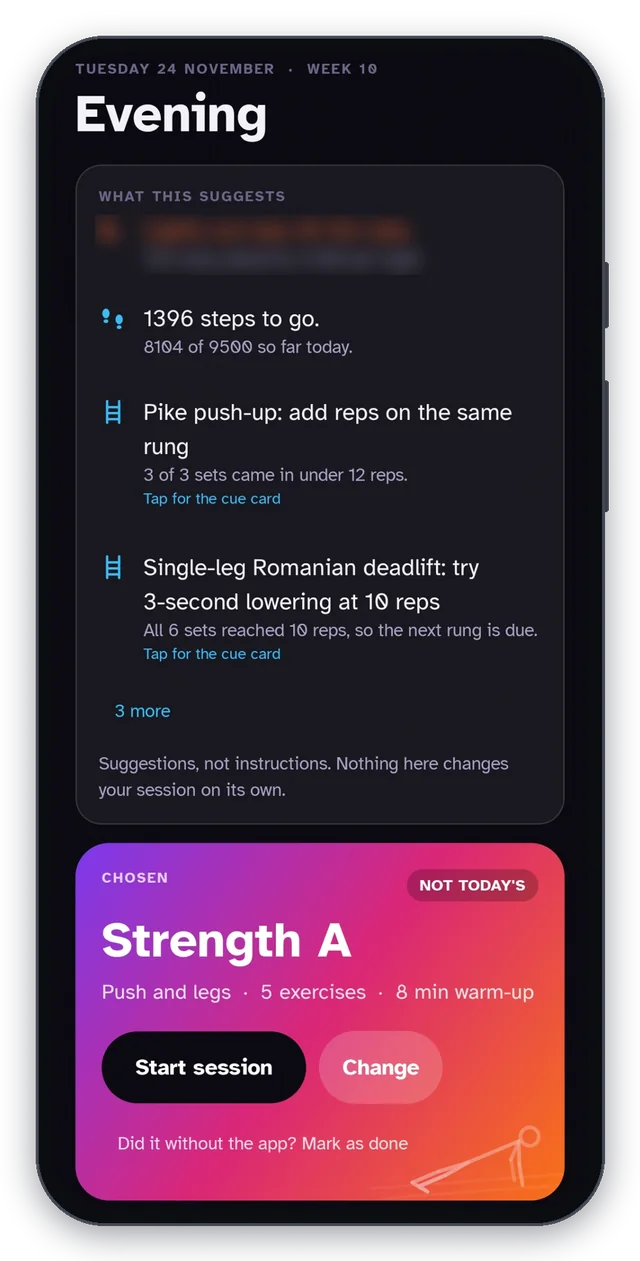 TUESDAY 24 NOVEMBER · WEEK 10
Evening
WHAT THIS SUGGESTS
1396 steps to go.
8104 of 9500 so far today.
Pike push-up: add reps on the same
rung
3 of 3 sets came in under 12 reps.
Tap for the cue card
Single-leg Romanian deadlift: try
3-second lowering at 10 reps
All 6 sets reached 10 reps, so the next rung is due.
Tap for the cue card
3 more
Suggestions, not instructions. Nothing here changes
your session on its own.
CHOSEN
NOT TODAY'S
Strength A
Push and legs · 5 exercises · 8 min warm-up
Start session
Change
Did it without the app? Mark as done